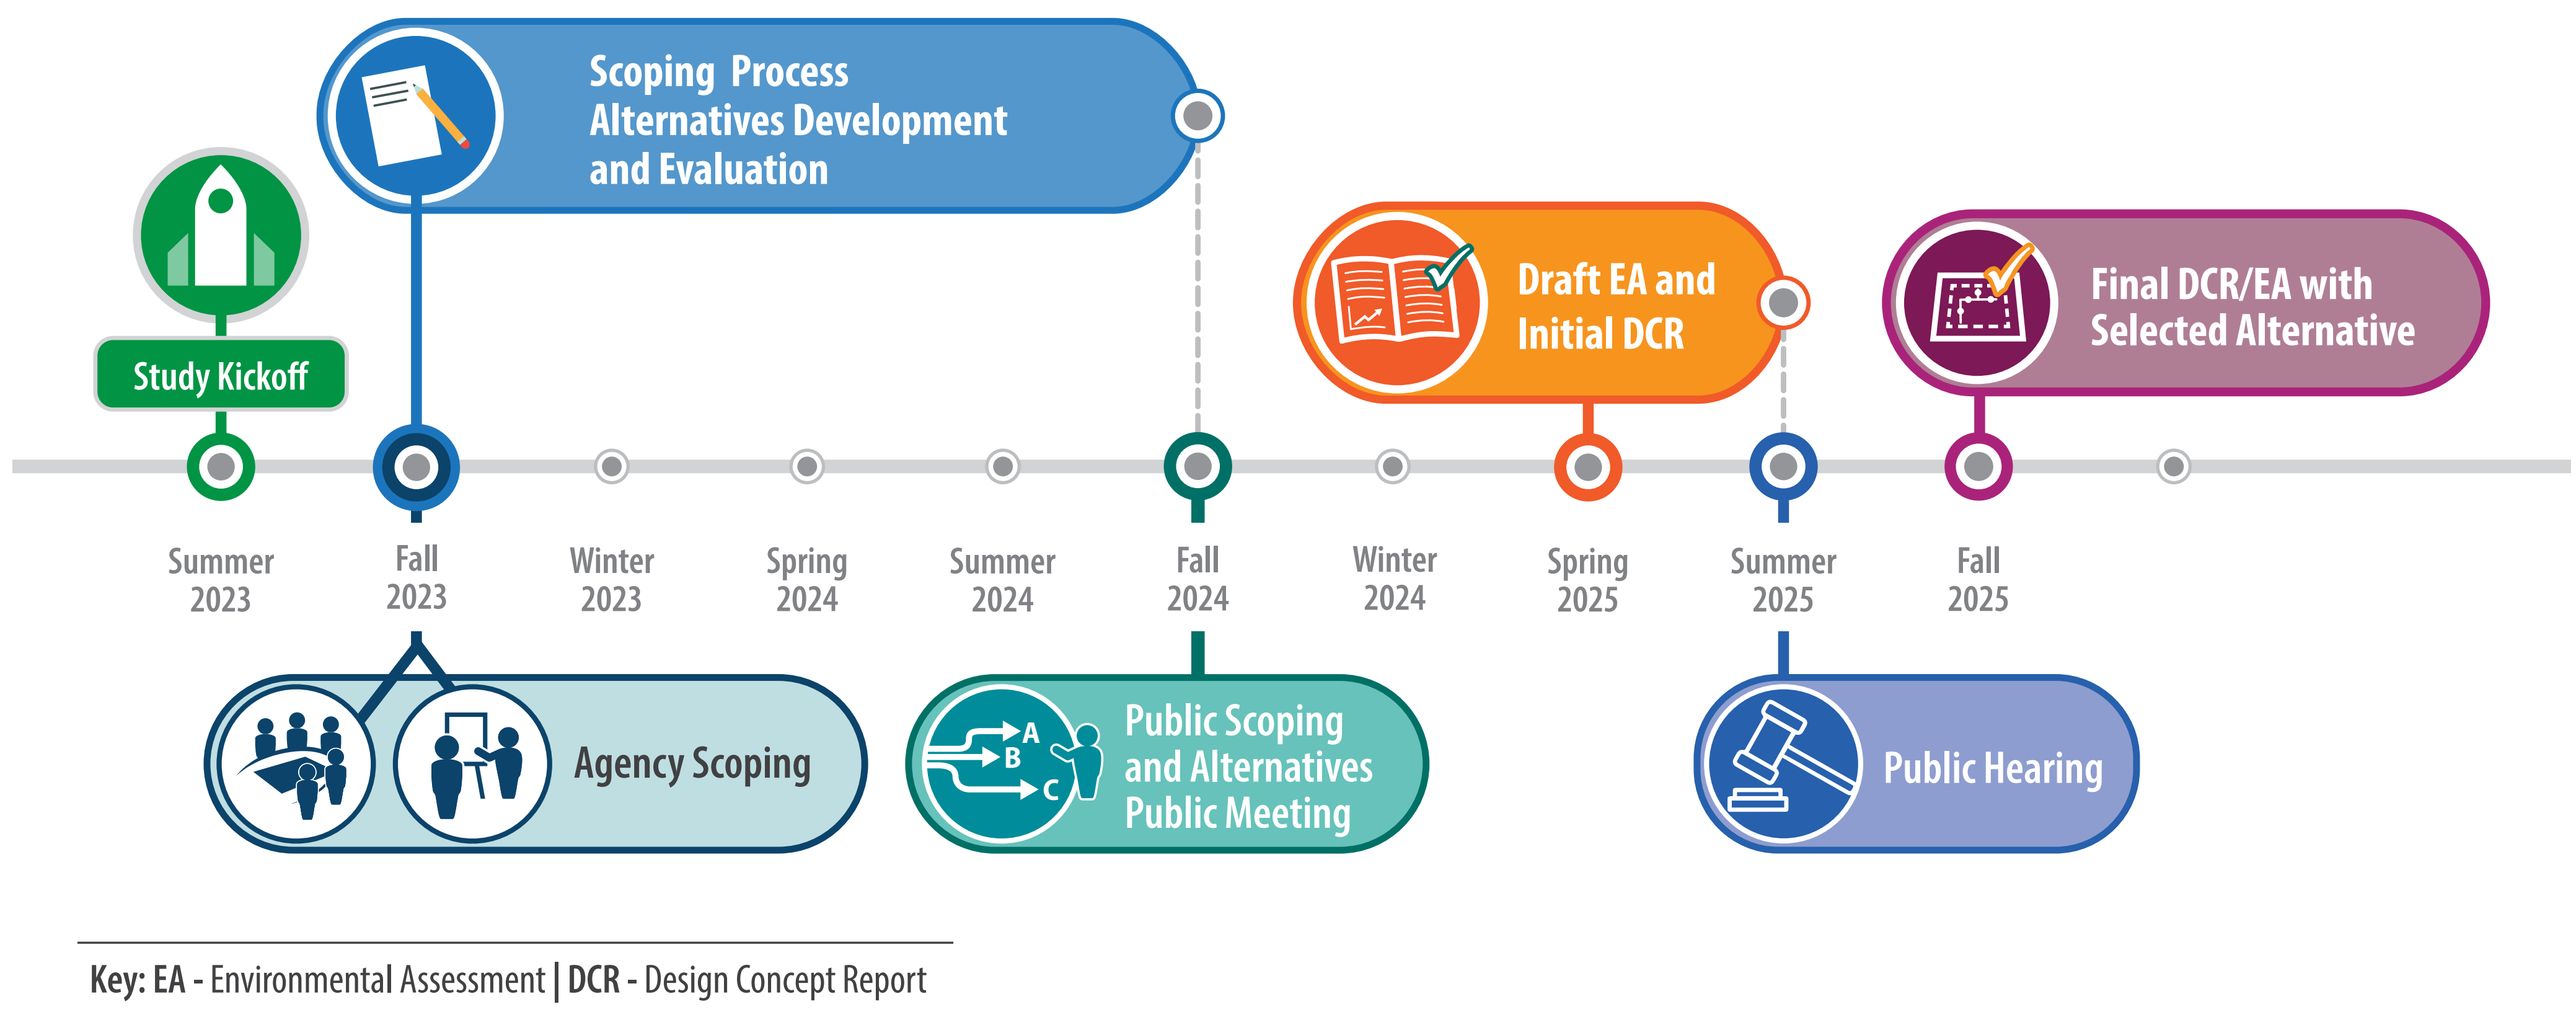 Scoping Process
Alternatives Development
and Evaluation
Study Kickoff
Draft EA and
Initial DCR
Final DCR/EA with
Selected Alternative
Summer
2023
Fall
2023
Winter
2023
Spring
2024
Summer
2024
Fall
2024
Winter
2024
Spring
2025
Summer
2025
Fall
2025
Agency Scoping
A
B
C
Public Scoping
and Alternatives
Public Meeting
Public Hearing
Key: EA - Environmental Assessment | DCR - Design Concept Report